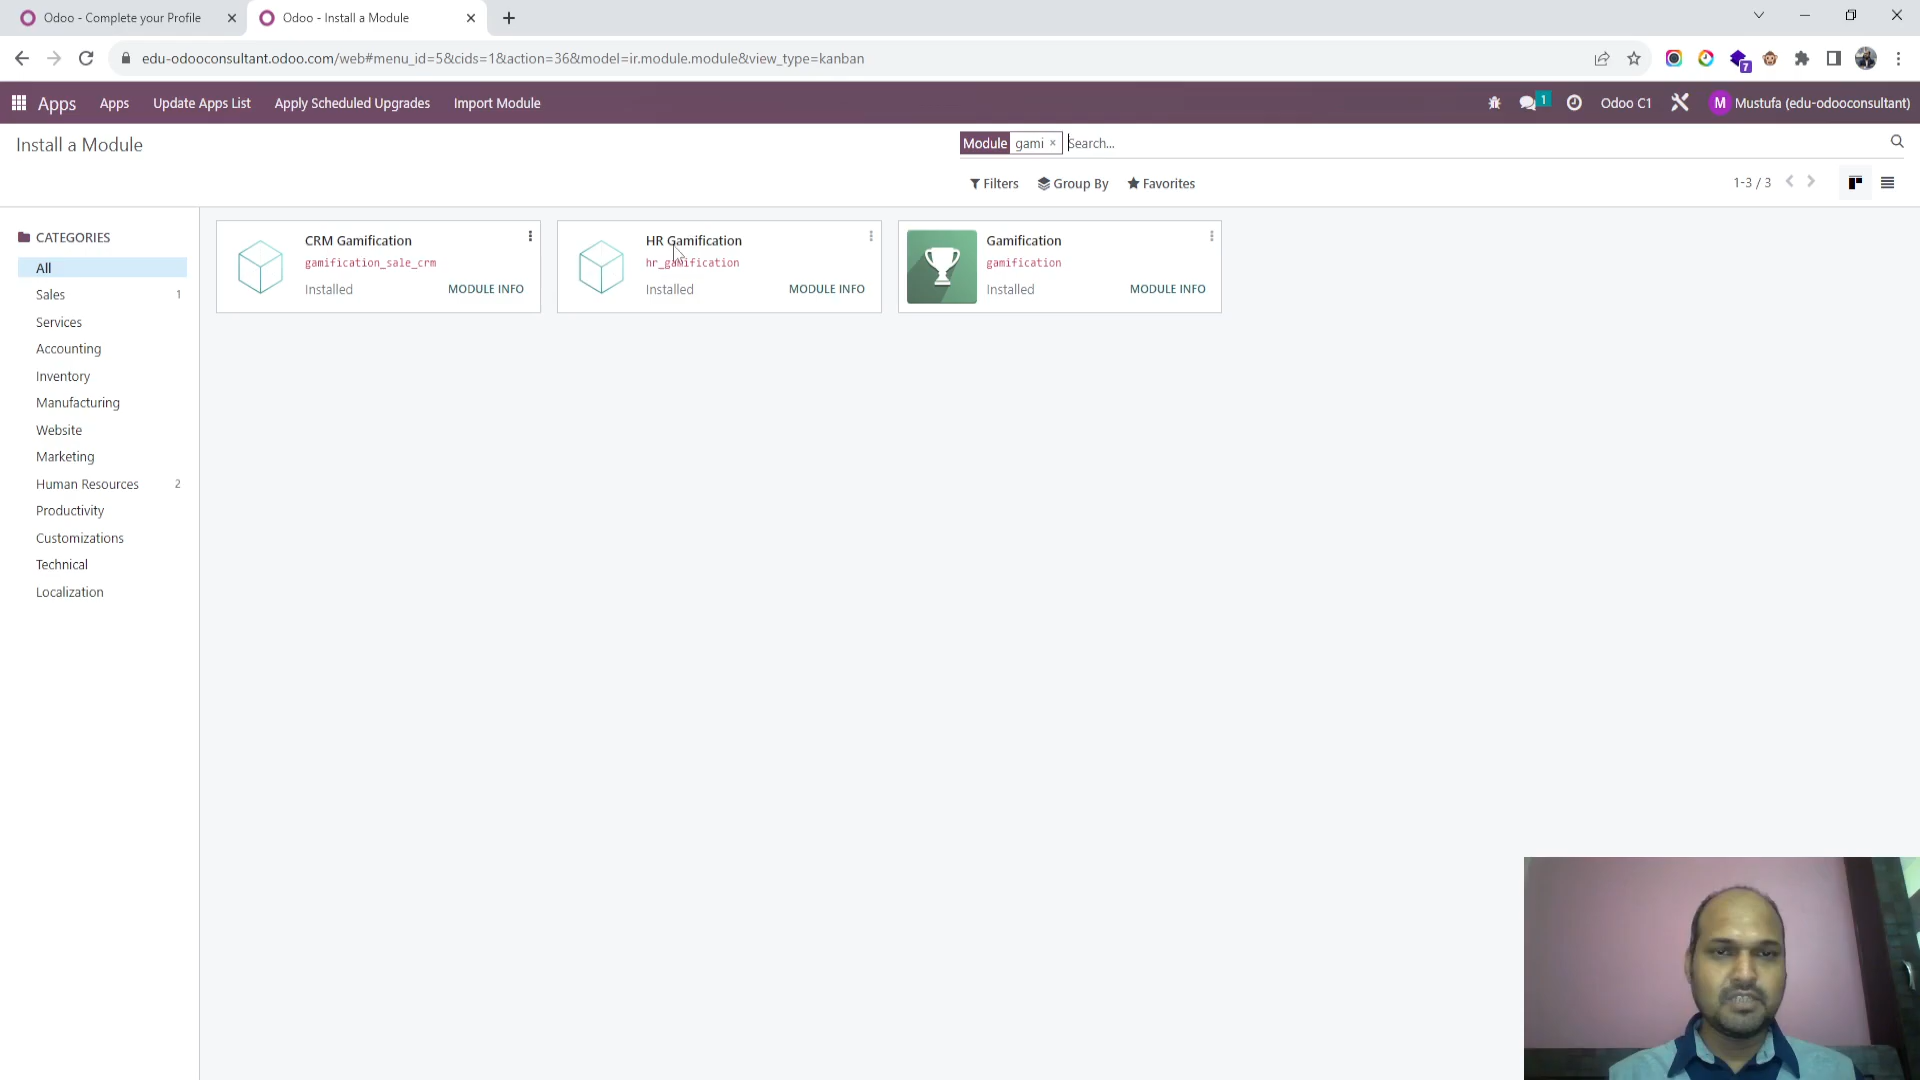 Odoo - Complete your Profile
Odoo - Install a Module
edu-odooconsultant.odoo.com/web#menu_id=5&cids=1&action=36&model=ir.module.module&view_type=kanban
7
Apps
Apps
Update Apps List
Apply Scheduled Upgrades
Import Module
1
Odoo C1
M
Mustufa (edu-odooconsultant)
Install a Module
Module
gami ×
Search...
Filters
Group By
Favorites
1-3 / 3
CATEGORIES
All
Sales 1
Services
Accounting
Inventory
Manufacturing
Website
Marketing
Human Resources 2
Productivity
Customizations
Technical
Localization
CRM Gamification
gamification_sale_crm
Installed
MODULE INFO
HR Gamification
hr_gamification
Installed
MODULE INFO
Gamification
gamification
Installed
MODULE INFO